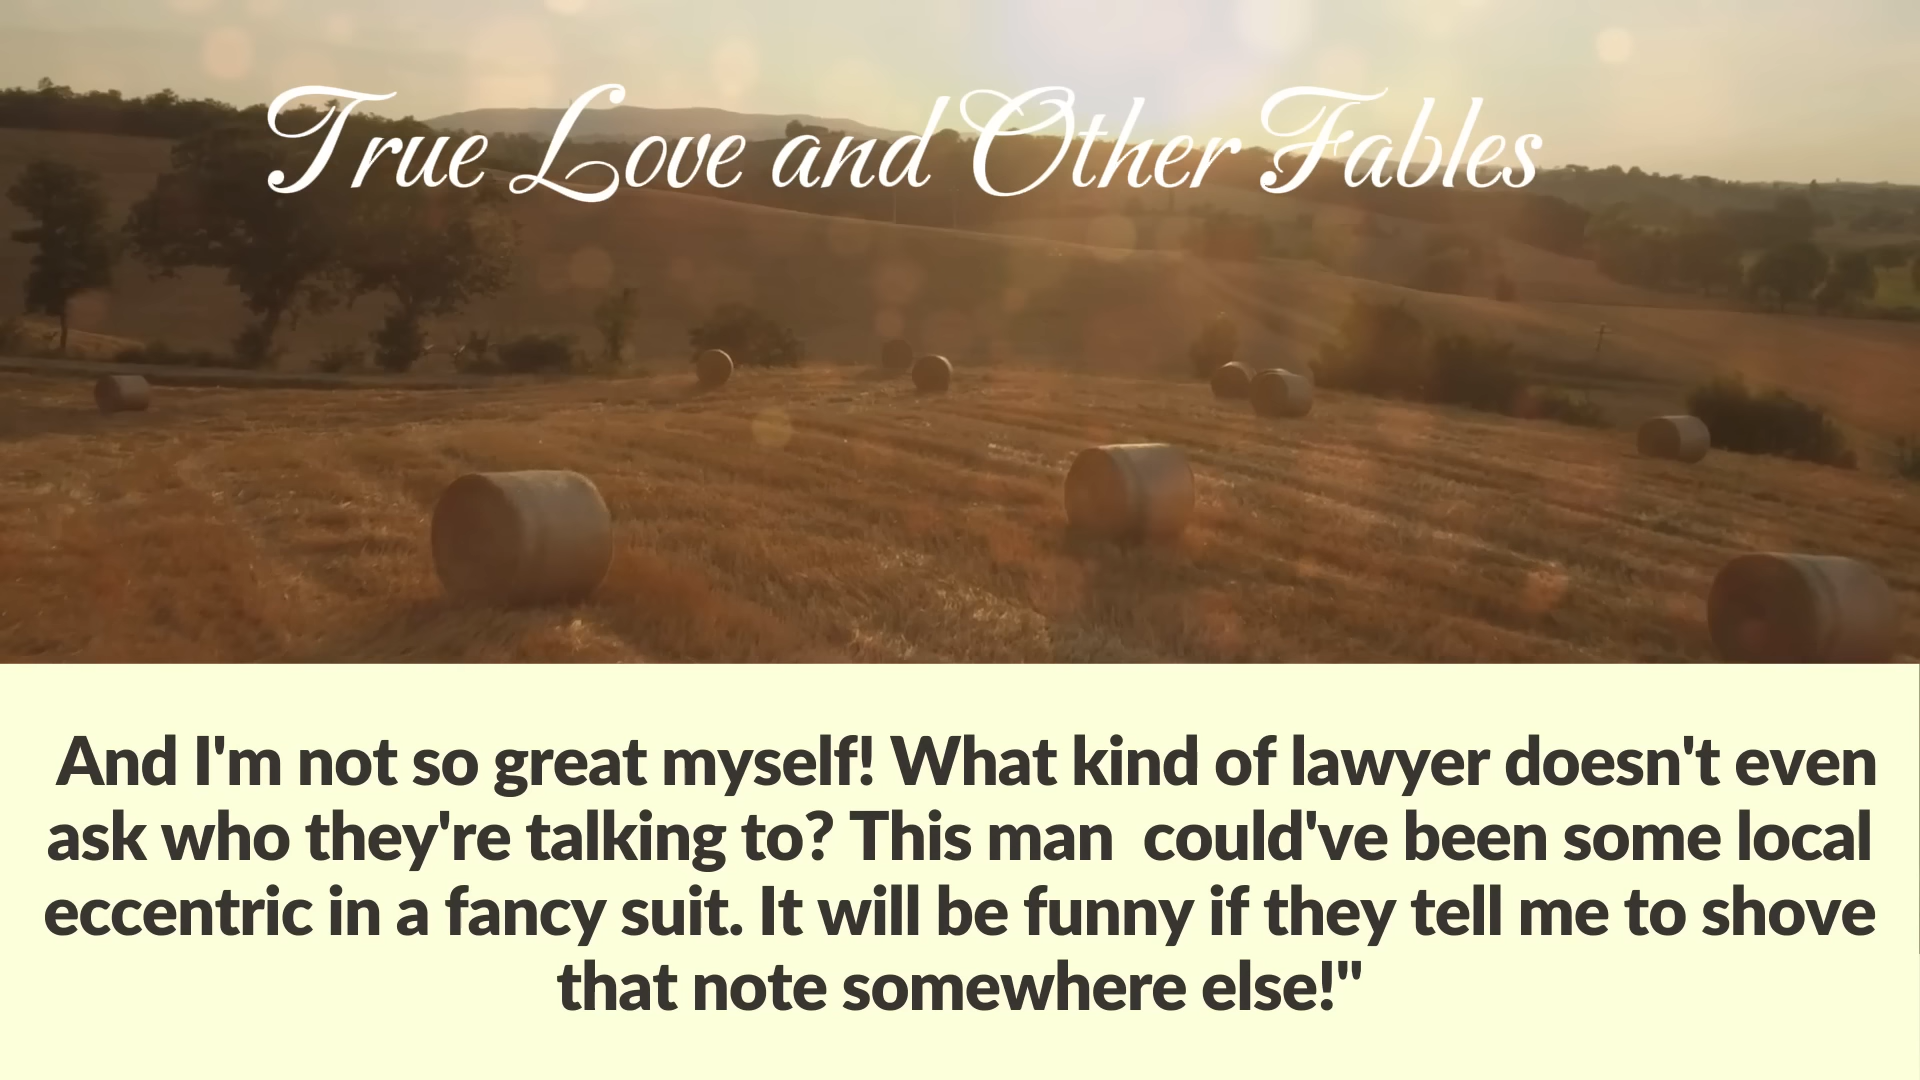 True Love and Other Fables
And I'm not so great myself! What kind of lawyer doesn't even
ask who they're talking to? This man  could've been some local
eccentric in a fancy suit. It will be funny if they tell me to shove
that note somewhere else!"